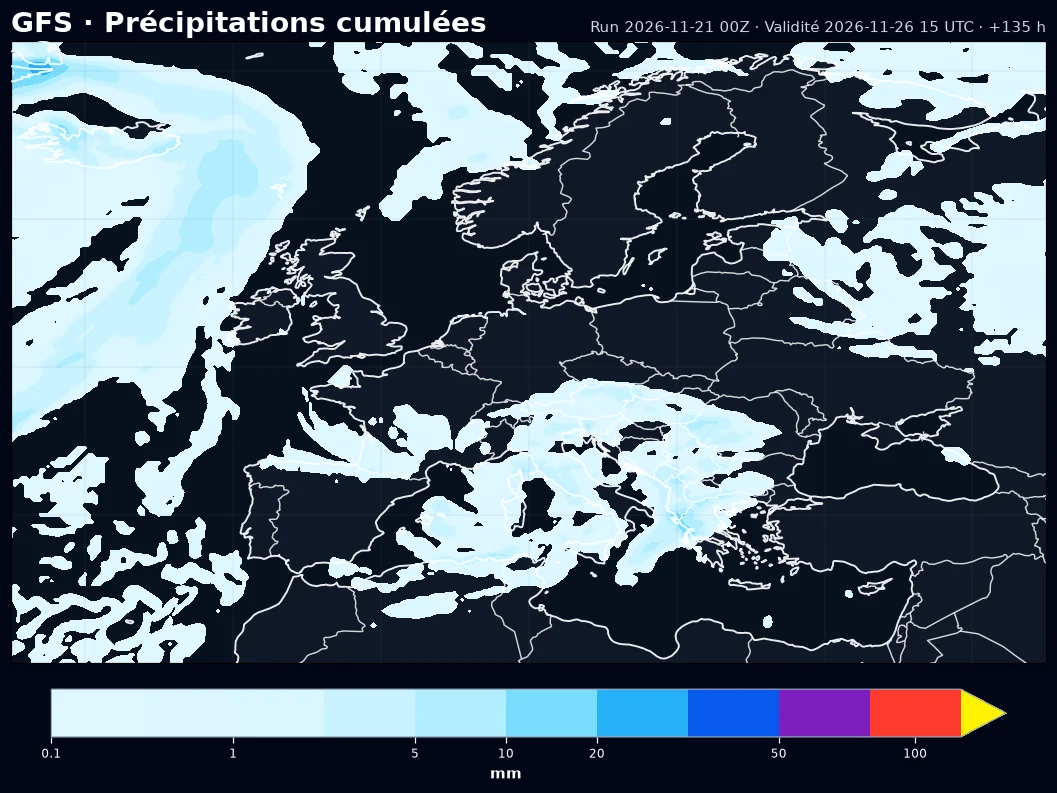 GFS · Précipitations cumulées
Run 2026-11-21 00Z · Validité 2026-11-26 15 UTC · +135 h
0.1 1 5 10 20 50 100
mm